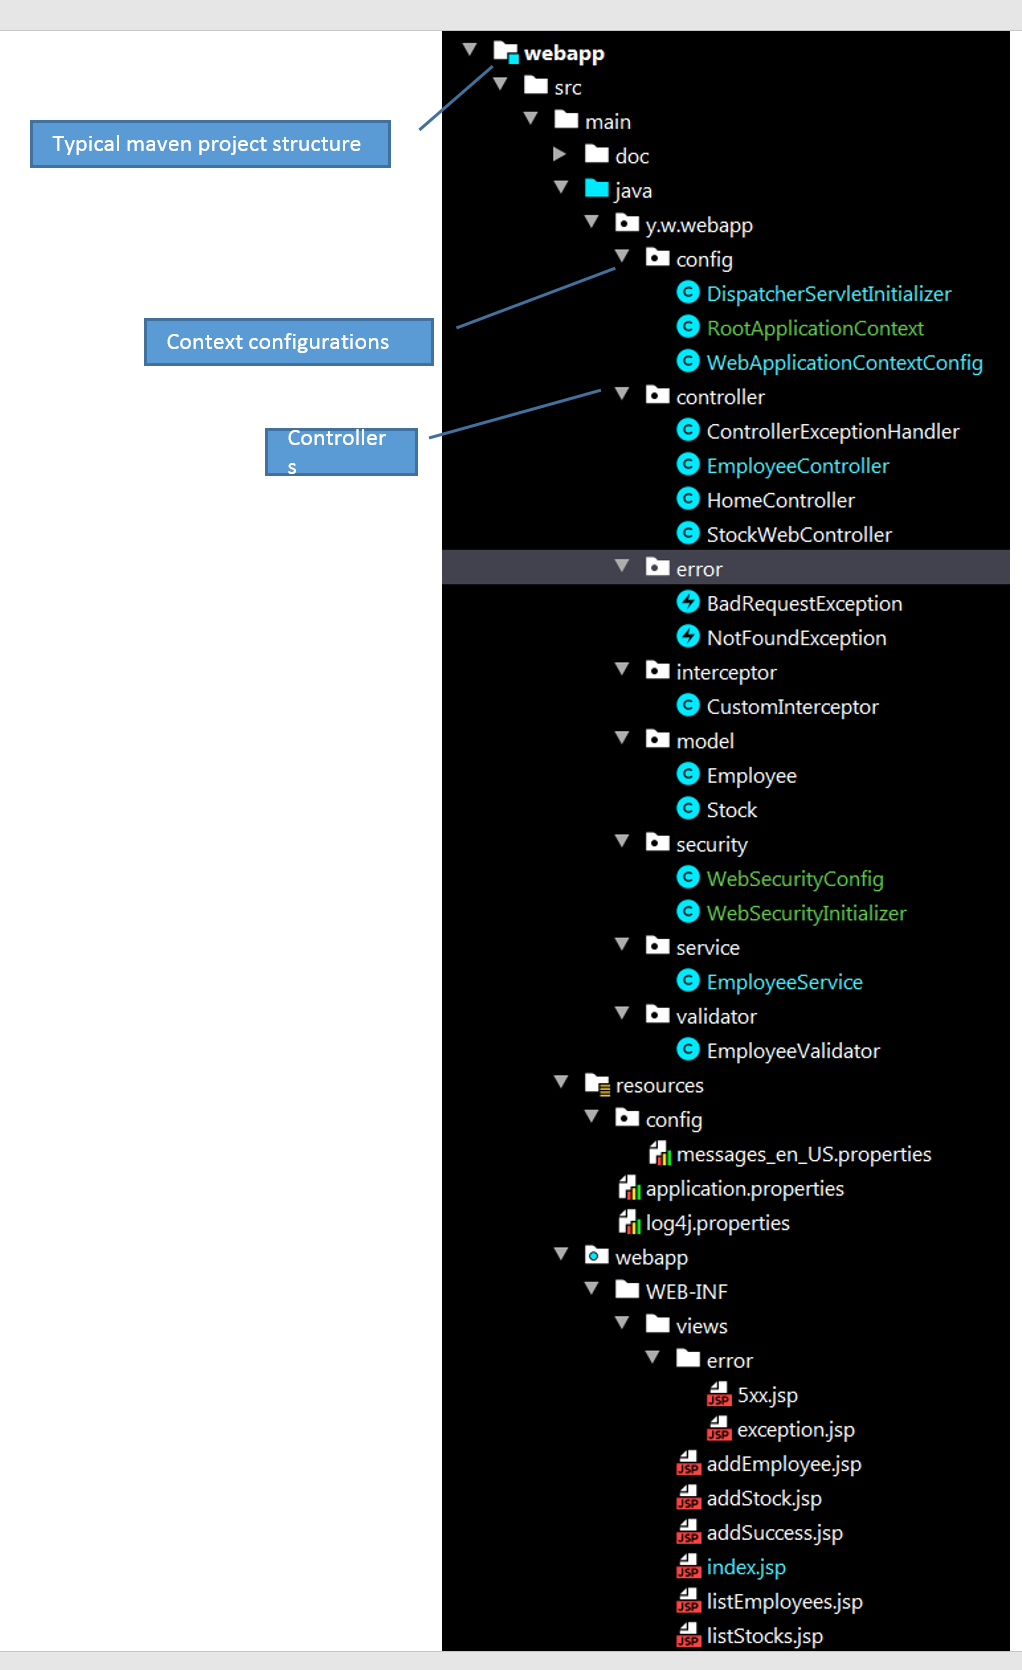 webapp
src
Typical maven project structure
main
doc
java
y.w.webapp
config
DispatcherServletInitializer
RootApplicationContext
Context configurations
WebApplicationContextConfig
controller
ControllerExceptionHandler
Controller
s
EmployeeController
HomeController
StockWebController
error
BadRequestException
NotFoundException
interceptor
CustomInterceptor
model
Employee
Stock
security
WebSecurityConfig
WebSecurityInitializer
service
EmployeeService
validator
EmployeeValidator
resources
config
messages_en_US.properties
application.properties
log4j.properties
webapp
WEB-INF
views
error
5xx.jsp
exception.jsp
addEmployee.jsp
addStock.jsp
addSuccess.jsp
index.jsp
listEmployees.jsp
listStocks.jsp